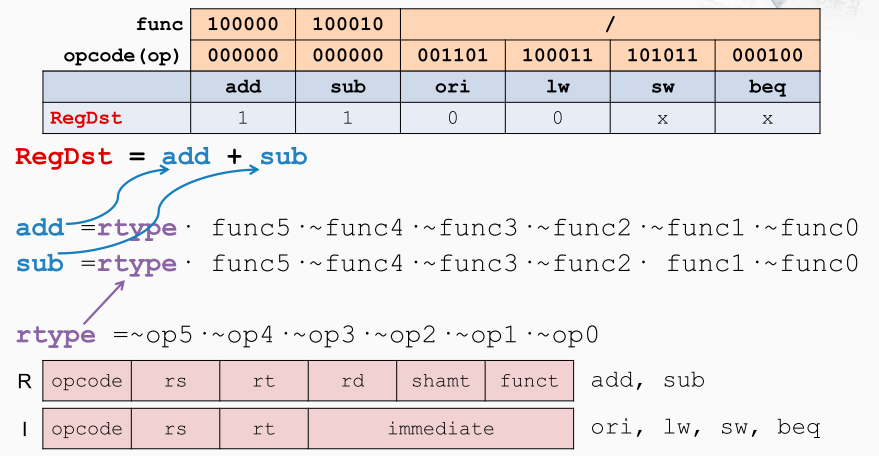 func 100000 100010 /
opcode(op) 000000 000000 001101 100011 101011 000100
add sub ori lw sw beq
RegDst 1 1 0 0 x x
RegDst = add + sub
add =rtype· func5·~func4·~func3·~func2·~func1·~func0
sub =rtype· func5·~func4·~func3·~func2· func1·~func0
rtype =~op5·~op4·~op3·~op2·~op1·~op0
R opcode rs rt rd shamt funct add, sub
I opcode rs rt immediate ori, lw, sw, beq